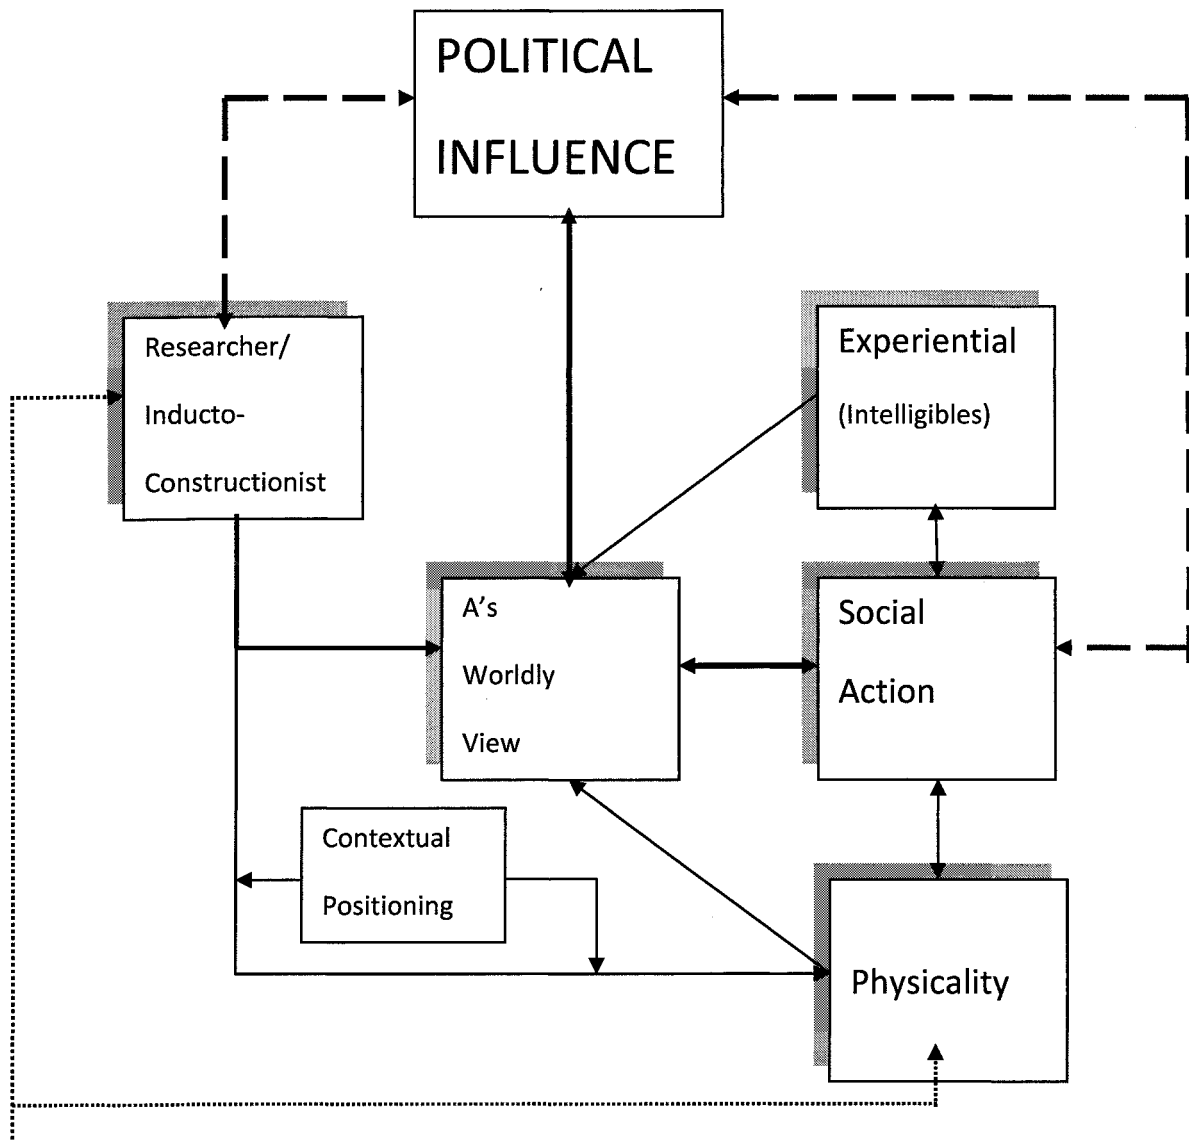 POLITICAL
INFLUENCE
Researcher/
Inducto-
Constructionist
Experiential
(Intelligibles)
A's
Worldly
View
Social
Action
Contextual
Positioning
Physicality